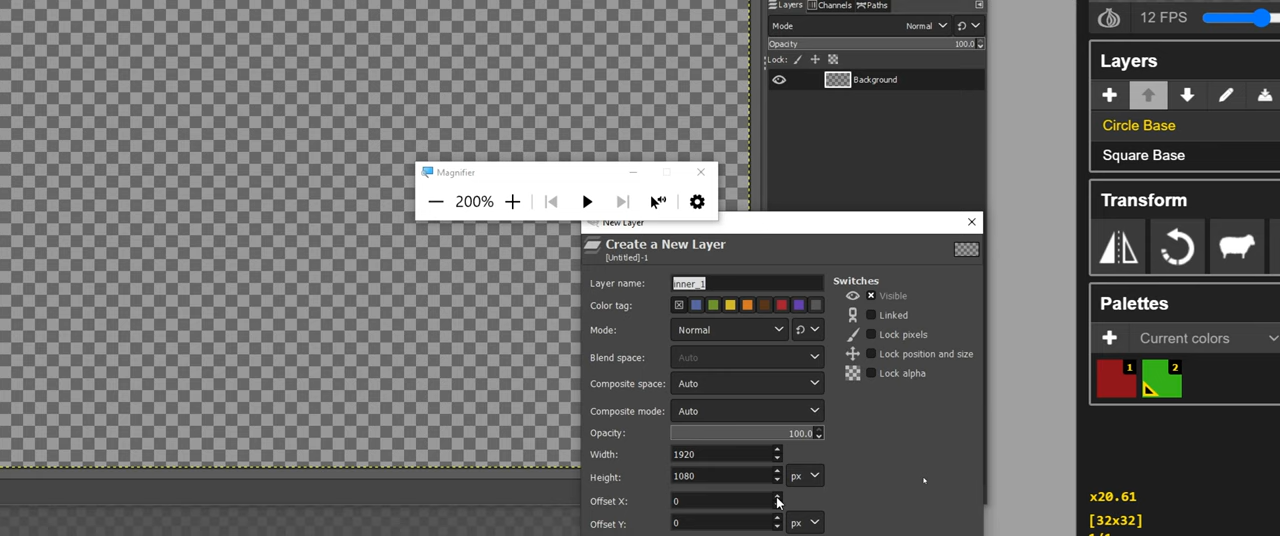 Layers Channels Paths
Mode Normal
Opacity 100.0
Lock:
Background
Magnifier
200%
New Layer
Create a New Layer
[Untitled]-1
Layer name: inner_1
Color tag:
Mode: Normal
Blend space: Auto
Composite space: Auto
Composite mode: Auto
Opacity: 100.0
Width: 1920
Height: 1080 px
Offset X: 0
Offset Y: 0 px
Switches
Visible
Linked
Lock pixels
Lock position and size
Lock alpha
12 FPS
Layers
Circle Base
Square Base
Transform
Palettes
Current colors
1 2
x20.61
[32x32]
1/1